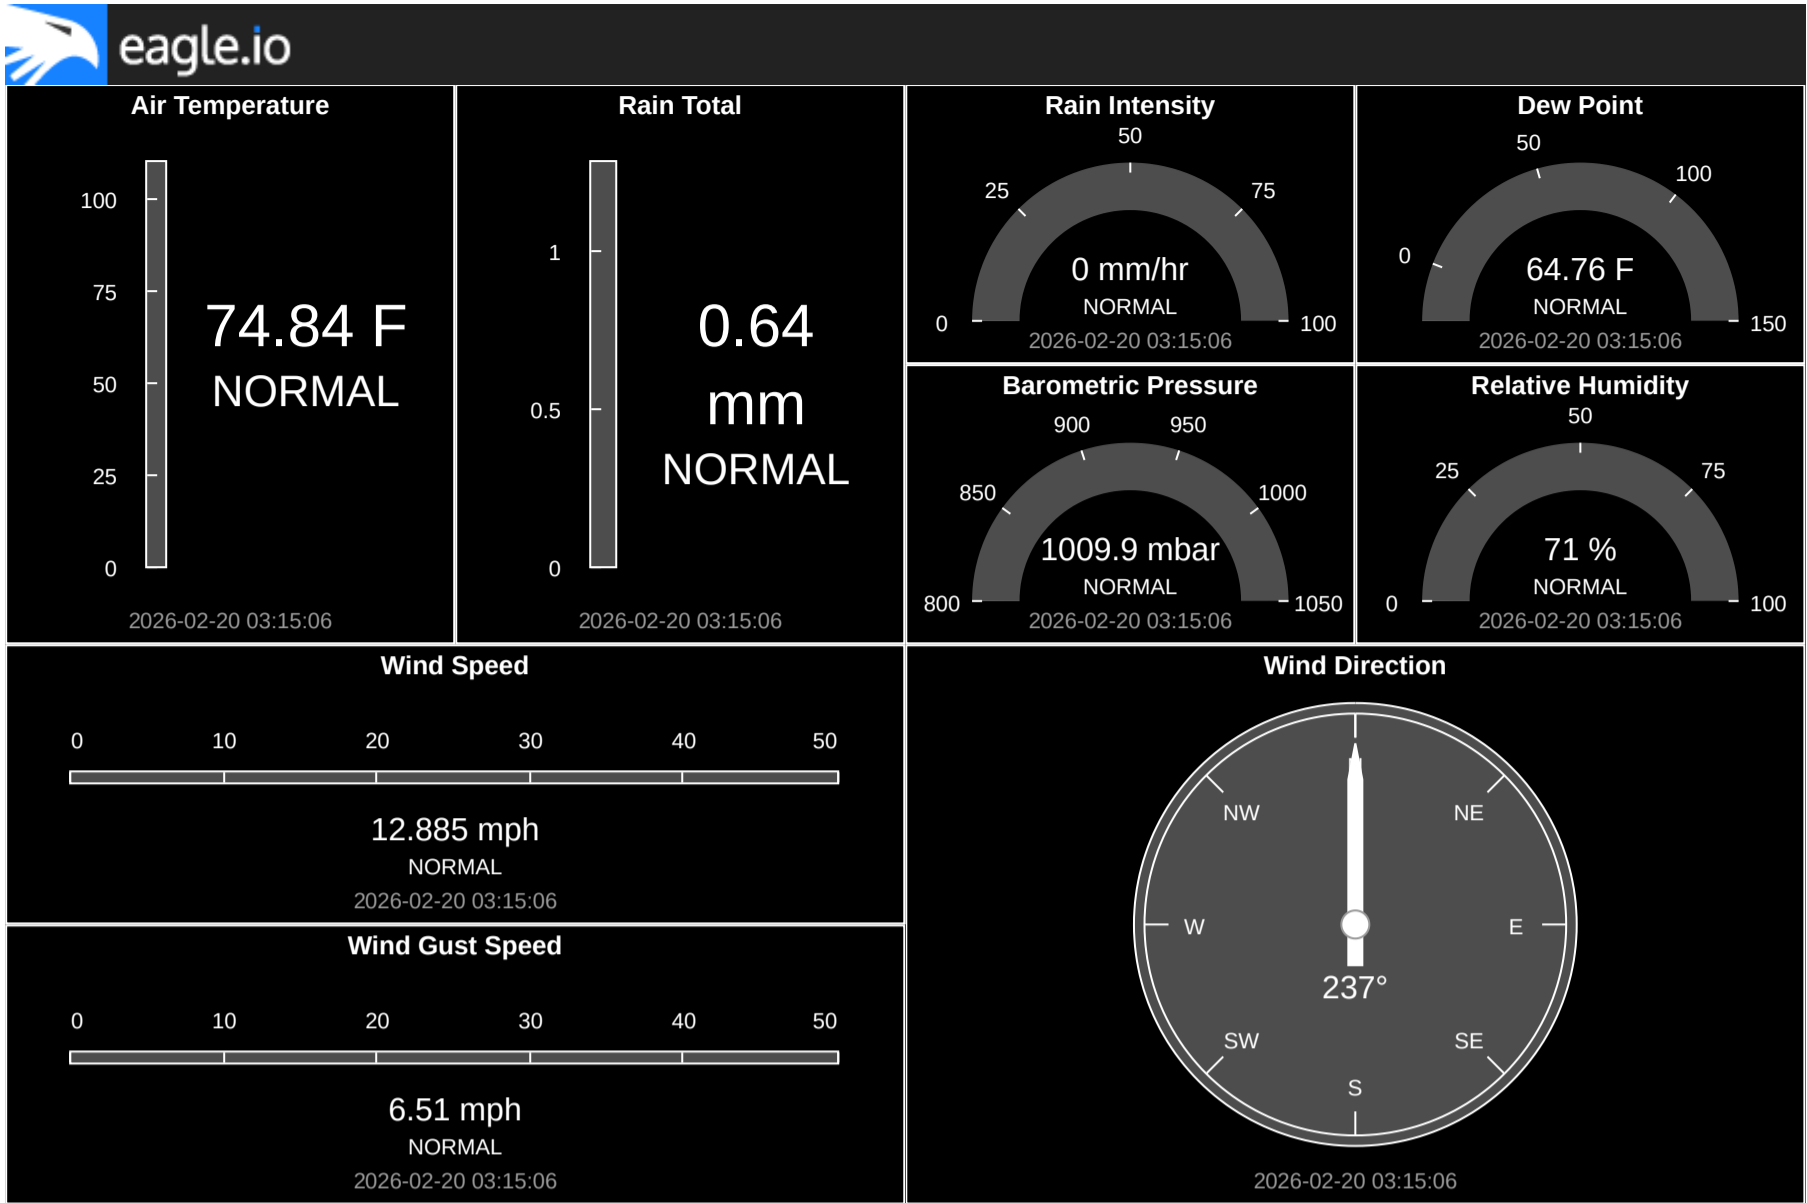 eagle.io
Air Temperature
100
75
50
25
0
74.84 F
NORMAL
2026-02-20 03:15:06
Rain Total
1
0.5
0
0.64
mm
NORMAL
2026-02-20 03:15:06
Rain Intensity
0
25
50
75
100
0 mm/hr
NORMAL
2026-02-20 03:15:06
Dew Point
0
50
100
150
64.76 F
NORMAL
2026-02-20 03:15:06
Barometric Pressure
800
850
900
950
1000
1050
1009.9 mbar
NORMAL
2026-02-20 03:15:06
Relative Humidity
0
25
50
75
100
71 %
NORMAL
2026-02-20 03:15:06
Wind Speed
0 10 20 30 40 50
12.885 mph
NORMAL
2026-02-20 03:15:06
Wind Gust Speed
0 10 20 30 40 50
6.51 mph
NORMAL
2026-02-20 03:15:06
Wind Direction
NW NE
W E
237°
SW SE
S
2026-02-20 03:15:06